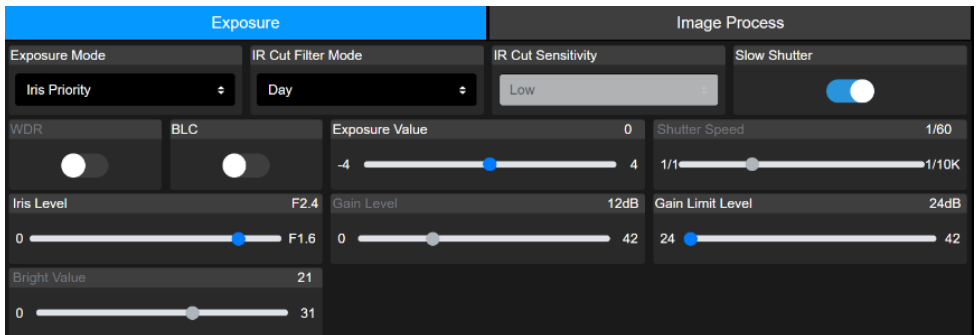 Exposure Image Process
Exposure Mode IR Cut Filter Mode IR Cut Sensitivity Slow Shutter
Iris Priority Day Low
WDR BLC Exposure Value 0 Shutter Speed 1/60
-4 4 1/1 1/10K
Iris Level F2.4 Gain Level 12dB Gain Limit Level 24dB
0 F1.6 0 42 24 42
Bright Value 21
0 31